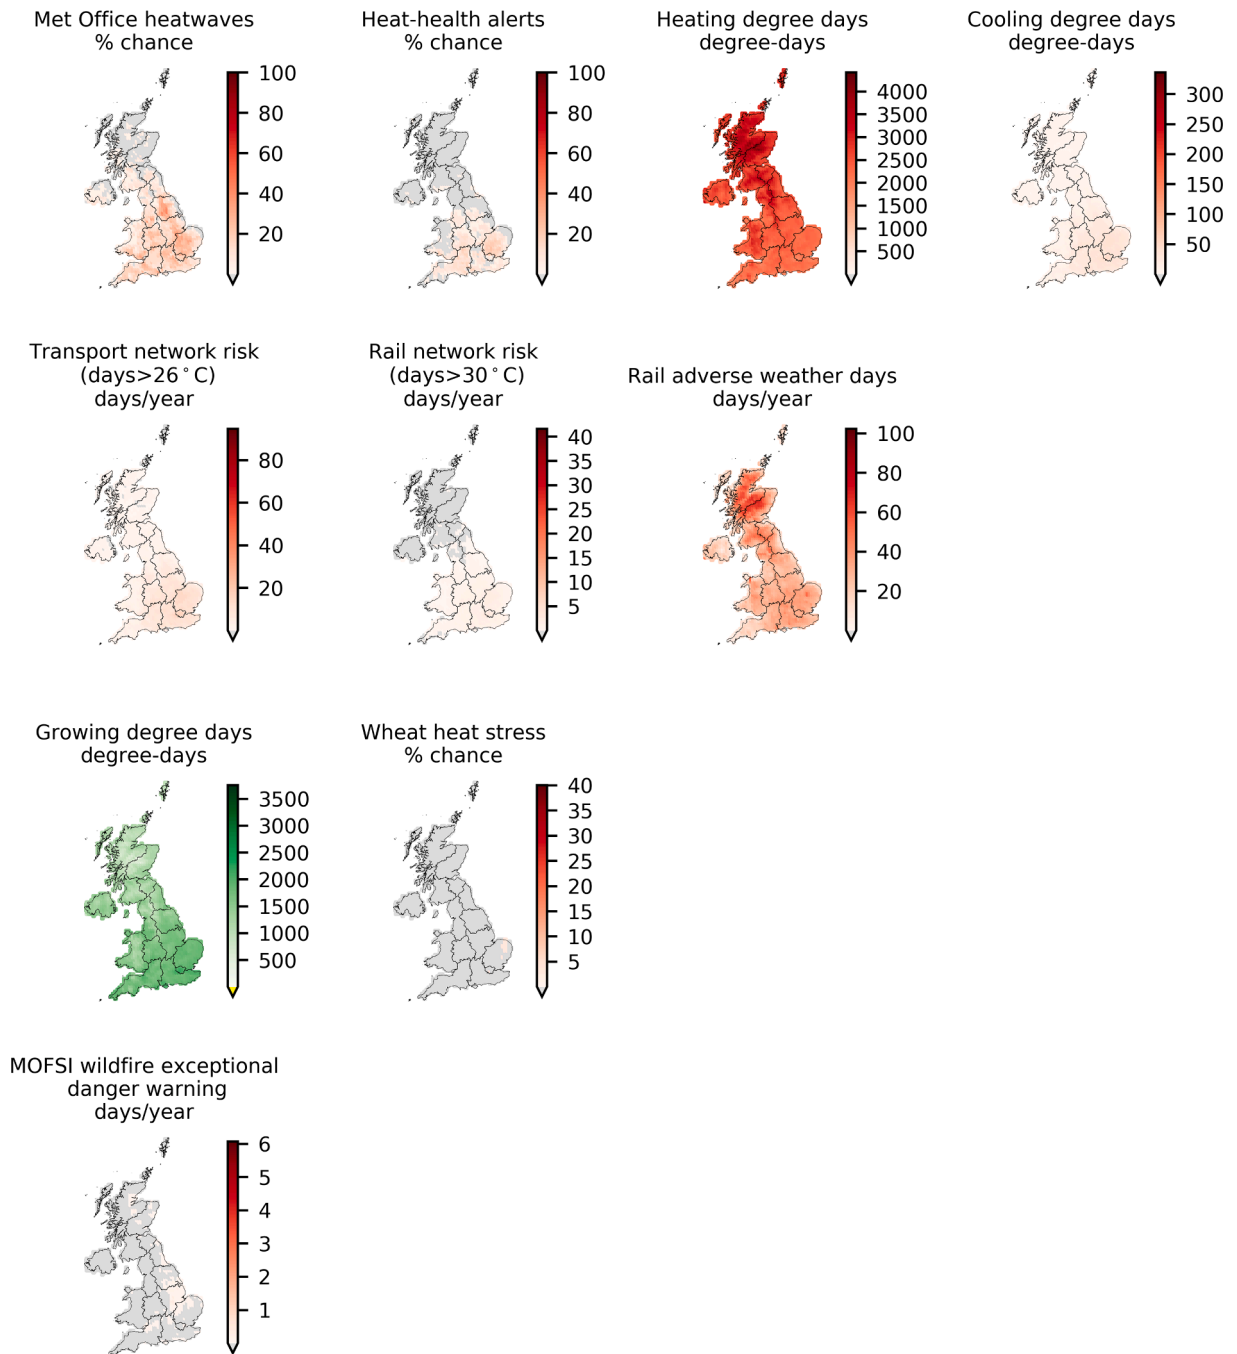 Met Office heatwaves
% chance
100
80
60
40
20
Heat-health alerts
% chance
100
80
60
40
20
Heating degree days
degree-days
4000
3500
3000
2500
2000
1500
1000
500
Cooling degree days
degree-days
300
250
200
150
100
50
Transport network risk
(days>26°C)
days/year
80
60
40
20
Rail network risk
(days>30°C)
days/year
40
35
30
25
20
15
10
5
Rail adverse weather days
days/year
100
80
60
40
20
Growing degree days
degree-days
3500
3000
2500
2000
1500
1000
500
Wheat heat stress
% chance
40
35
30
25
20
15
10
5
MOFSI wildfire exceptional
danger warning
days/year
6
5
4
3
2
1